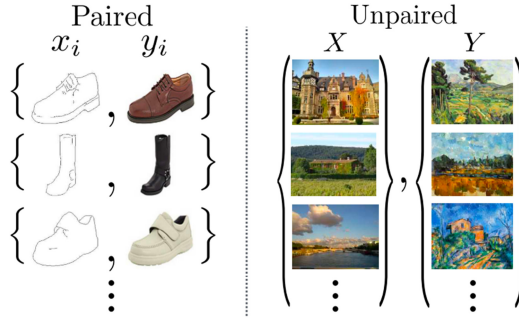 Paired
x_i
y_i
{ , }
{ , }
{ , }
⋮
Unpaired
X
Y
{ , }
⋮
⋮